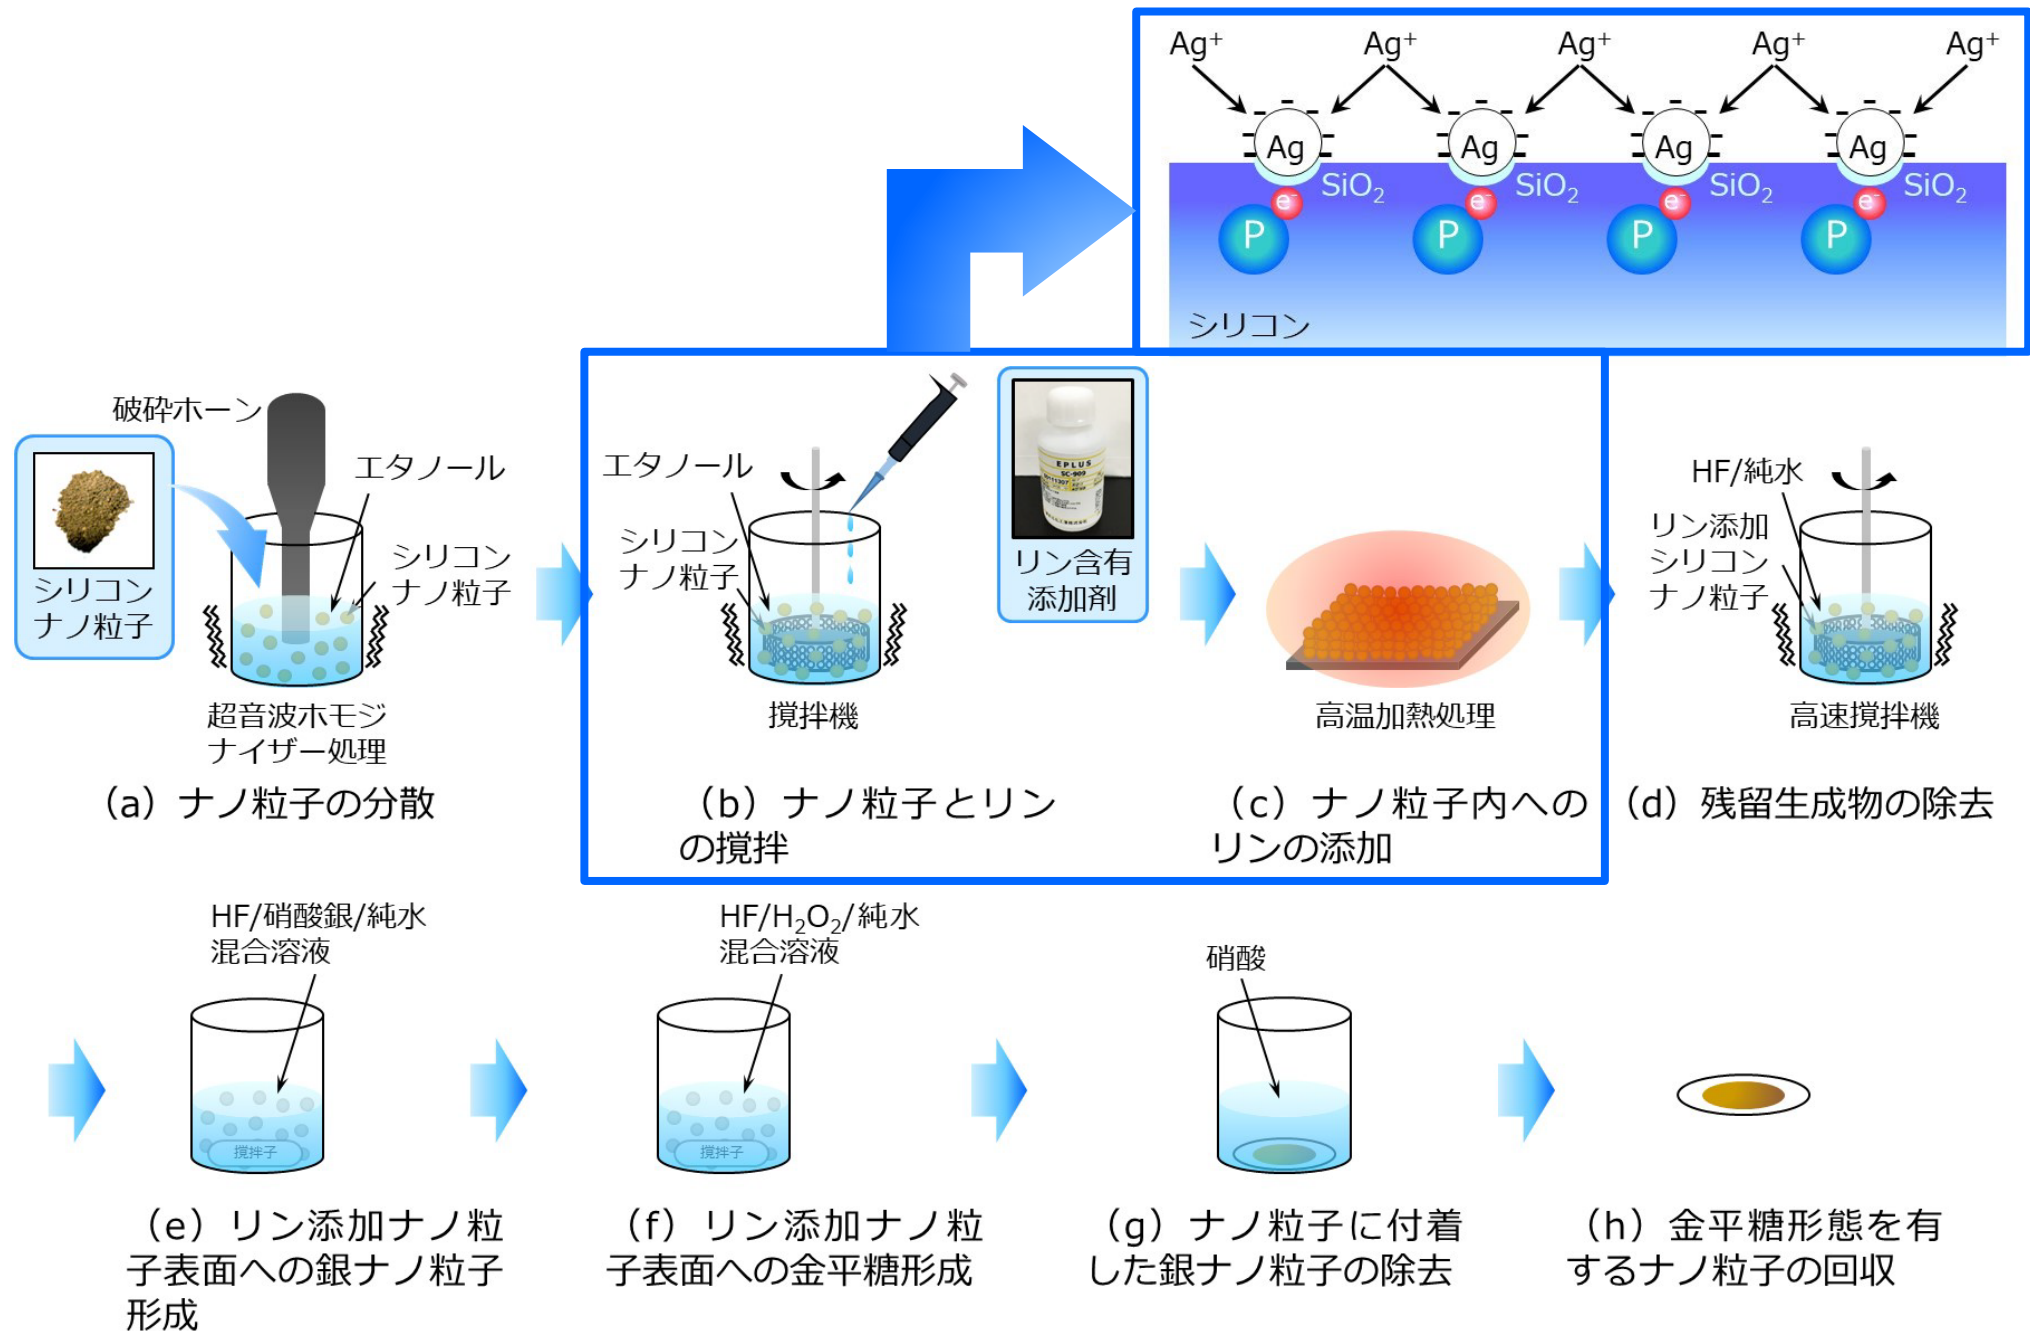 Ag⁺ Ag⁺ Ag⁺ Ag⁺ Ag⁺
Ag Ag Ag Ag
SiO₂ SiO₂ SiO₂ SiO₂
e⁻ e⁻ e⁻ e⁻
P P P P
シリコン
破砕ホーン
エタノール
シリコン
ナノ粒子
シリコン
ナノ粒子
超音波ホモジ
ナイザー処理
(a)ナノ粒子の分散
エタノール
シリコン
ナノ粒子
EPLUS
SC-909
リン含有
添加剤
撹拌機
(b)ナノ粒子とリン
の撹拌
高温加熱処理
(c)ナノ粒子内への
リンの添加
HF/純水
リン添加
シリコン
ナノ粒子
高速撹拌機
(d)残留生成物の除去
HF/硝酸銀/純水
混合溶液
撹拌子
(e)リン添加ナノ粒
子表面への銀ナノ粒子
形成
HF/H₂O₂/純水
混合溶液
撹拌子
(f)リン添加ナノ粒
子表面への金平糖形成
硝酸
(g)ナノ粒子に付着
した銀ナノ粒子の除去
(h)金平糖形態を有
するナノ粒子の回収